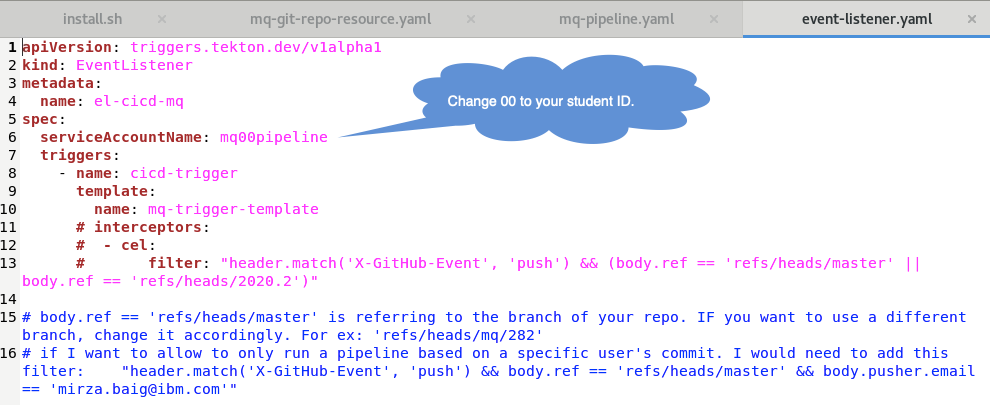 install.sh × mq-git-repo-resource.yaml × mq-pipeline.yaml × event-listener.yaml ×
1 apiVersion: triggers.tekton.dev/v1alpha1
2 kind: EventListener
3 metadata:
4   name: el-cicd-mq
Change 00 to your student ID.
5 spec:
6   serviceAccountName: mq00pipeline
7   triggers:
8     - name: cicd-trigger
9       template:
10         name: mq-trigger-template
11       # interceptors:
12       #  - cel:
13       #       filter: "header.match('X-GitHub-Event', 'push') && (body.ref == 'refs/heads/master' ||
body.ref == 'refs/heads/2020.2')"
14
15 # body.ref == 'refs/heads/master' is referring to the branch of your repo. IF you want to use a different
branch, change it accordingly. For ex: 'refs/heads/mq/282'
16 # if I want to allow to only run a pipeline based on a specific user's commit. I would need to add this
filter:    "header.match('X-GitHub-Event', 'push') && body.ref == 'refs/heads/master' && body.pusher.email
== 'mirza.baig@ibm.com'"